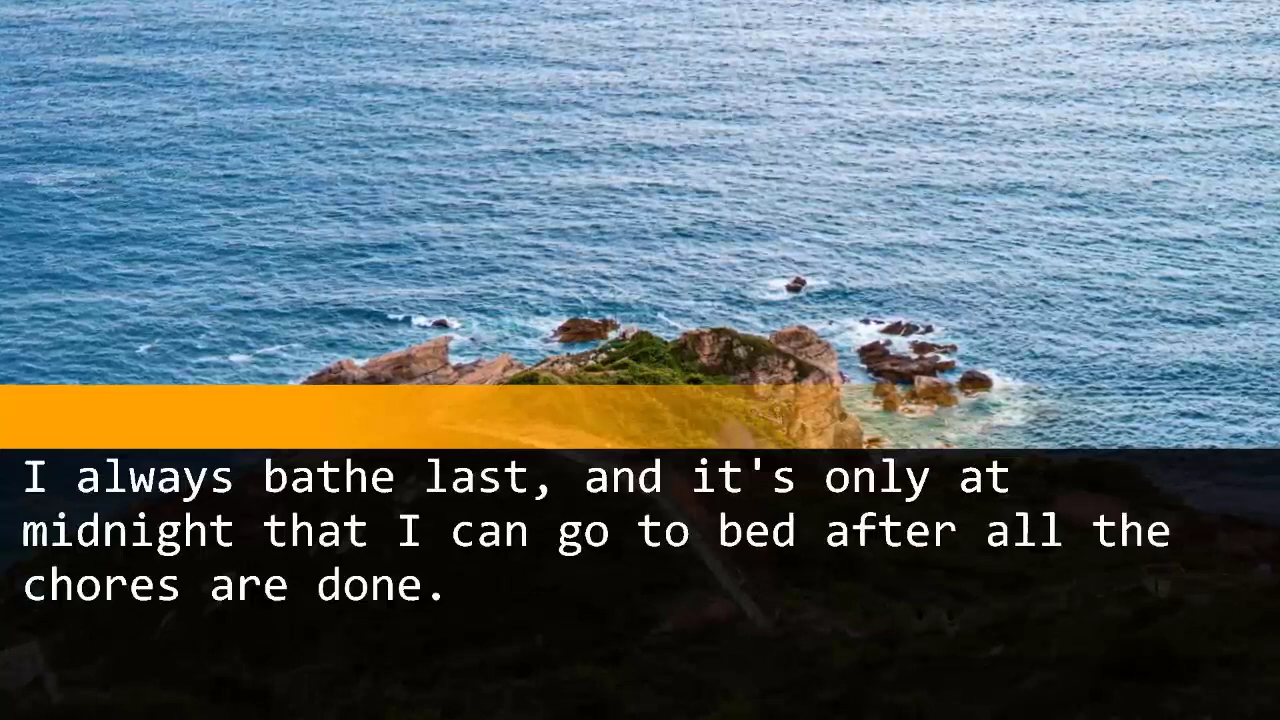 I always bathe last, and it's only at
midnight that I can go to bed after all the
chores are done.